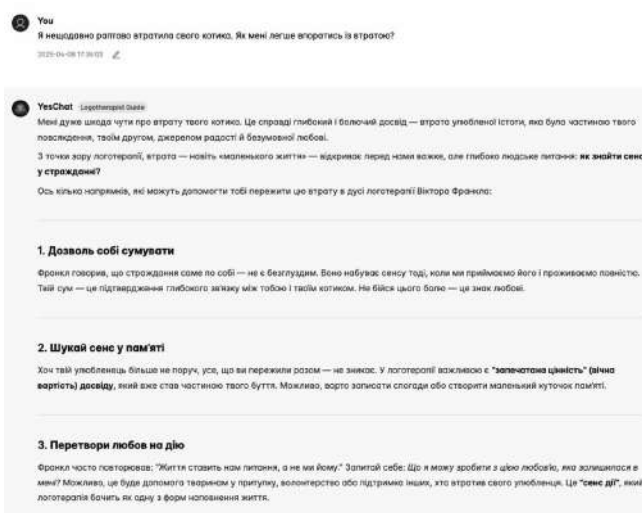 You
Я нещодавно раптово втратила свого котика. Як мені легше впоратись із втратою?
2025-04-08 17:36:03
YesChat Logotherapist Guide
Мені дуже шкода чути про втрату твого котика. Це справді глибокий і болючий досвід — втрата улюбленої істоти, яка була частиною твого
повсякдення, твоїм другом, джерелом радості й безумовної любові.
З точки зору логотерапії, втрата — навіть «маленького життя» — відкриває перед нами важке, але глибоко людське питання: як знайти сенс
у стражданні?
Ось кілька напрямків, які можуть допомогти тобі пережити цю втрату в дусі логотерапії Віктора Франкла:
1. Дозволь собі сумувати
Франкл говорив, що страждання саме по собі — не є безглуздим. Воно набуває сенсу тоді, коли ми приймаємо його і проживаємо повністю.
Твій сум — це підтвердження глибокого зв'язку між тобою і твоїм котиком. Не бійся цього болю — це знак любові.
2. Шукай сенс у пам'яті
Хоч твій улюбленець більше не поруч, усе, що ви пережили разом — не зникає. У логотерапії важливою є "запечатана цінність" (вічна
вартість) досвіду, який вже став частиною твого буття. Можливо, варто записати спогади або створити маленький куточок пам'яті.
3. Перетвори любов на дію
Франкл часто повторював: "Життя ставить нам питання, а не ми йому." Запитай себе: Що я можу зробити з цією любов'ю, яка залишилася в
мені? Можливо, це буде допомога тваринам у притулку, волонтерство або підтримка інших, хто втратив свого улюбленця. Це "сенс дії", який
логотерапія бачить як одну з форм наповнення життя.